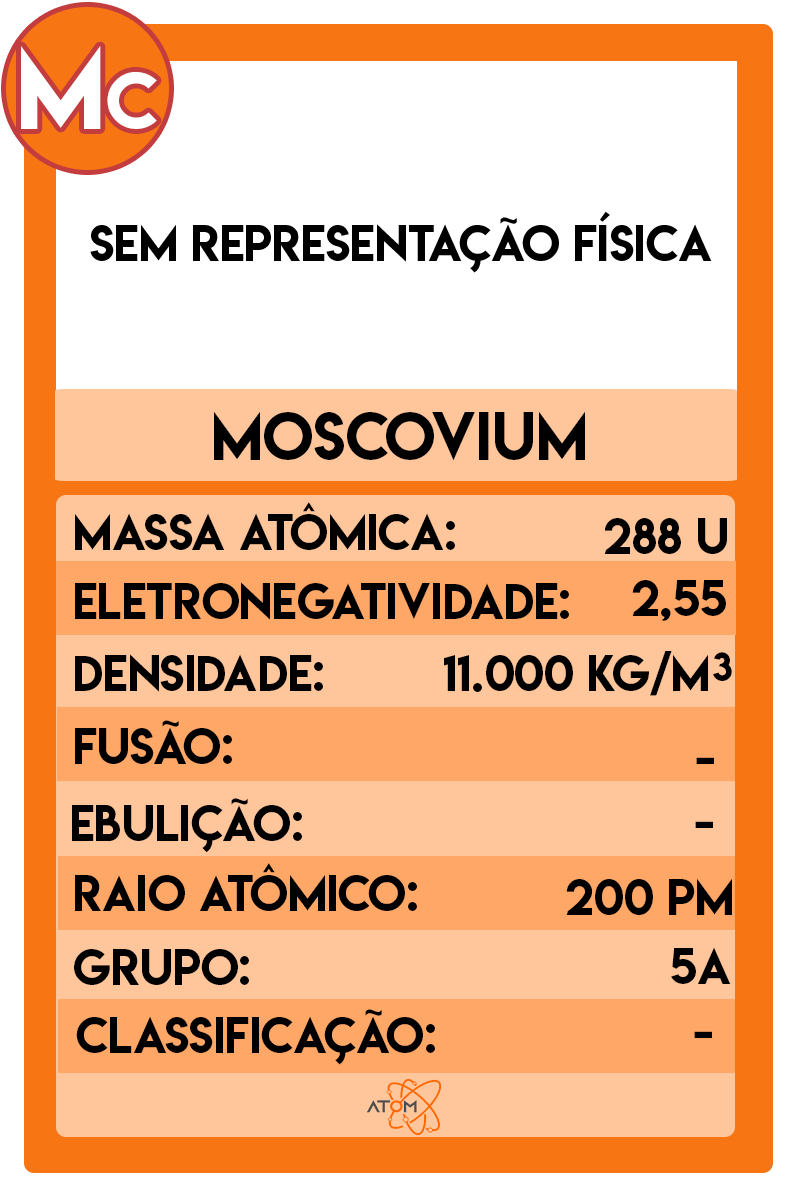 Mc
SEM REPRESENTAÇÃO FÍSICA
MOSCOVIUM
MASSA ATÔMICA: 288 U
ELETRONEGATIVIDADE: 2,55
DENSIDADE: 11.000 KG/M³
FUSÃO: -
EBULIÇÃO: -
RAIO ATÔMICO: 200 PM
GRUPO: 5A
CLASSIFICAÇÃO: -
ATOM